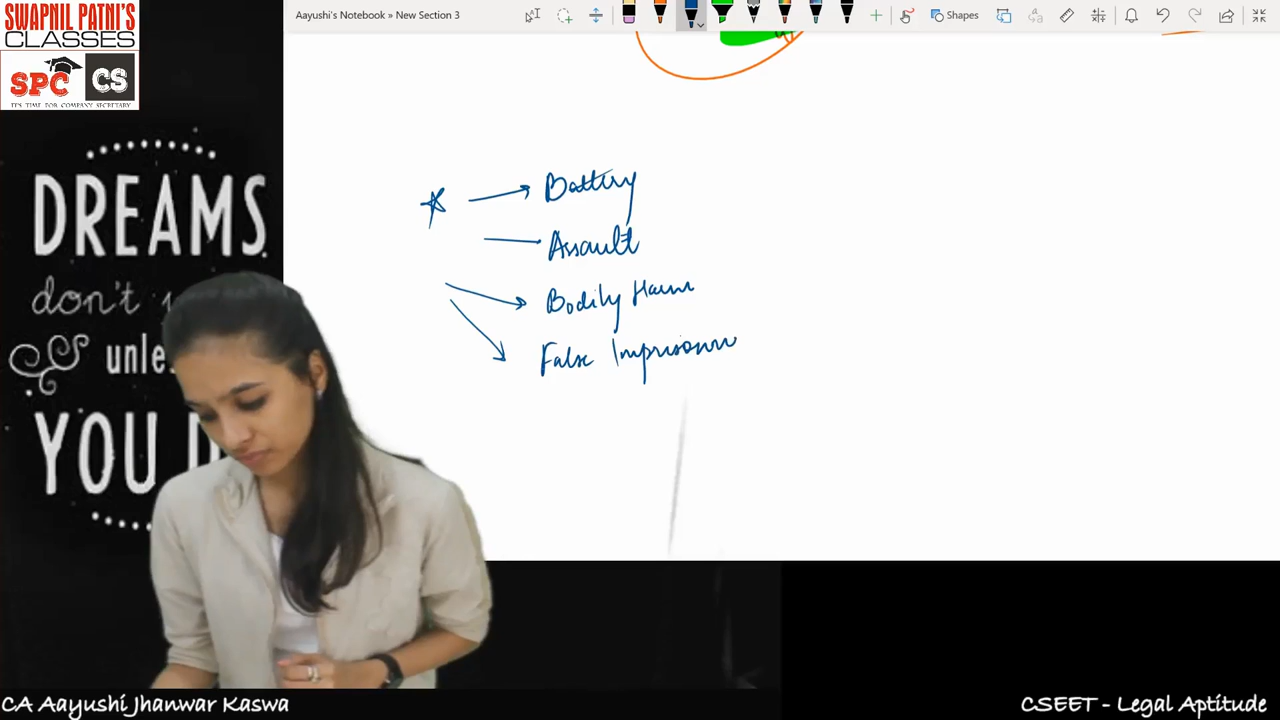 SWAPNIL PATNI'S
CLASSES
SPC CS
IT'S TIME FOR COMPANY SECRETARY
Aayushi's Notebook » New Section 3
Shapes
DREAMS
don't
unle
YOU D
Battery
Assault
Bodily Harm
False Imprisonm
CA Aayushi Jhanwar Kaswa
CSEET - Legal Aptitude